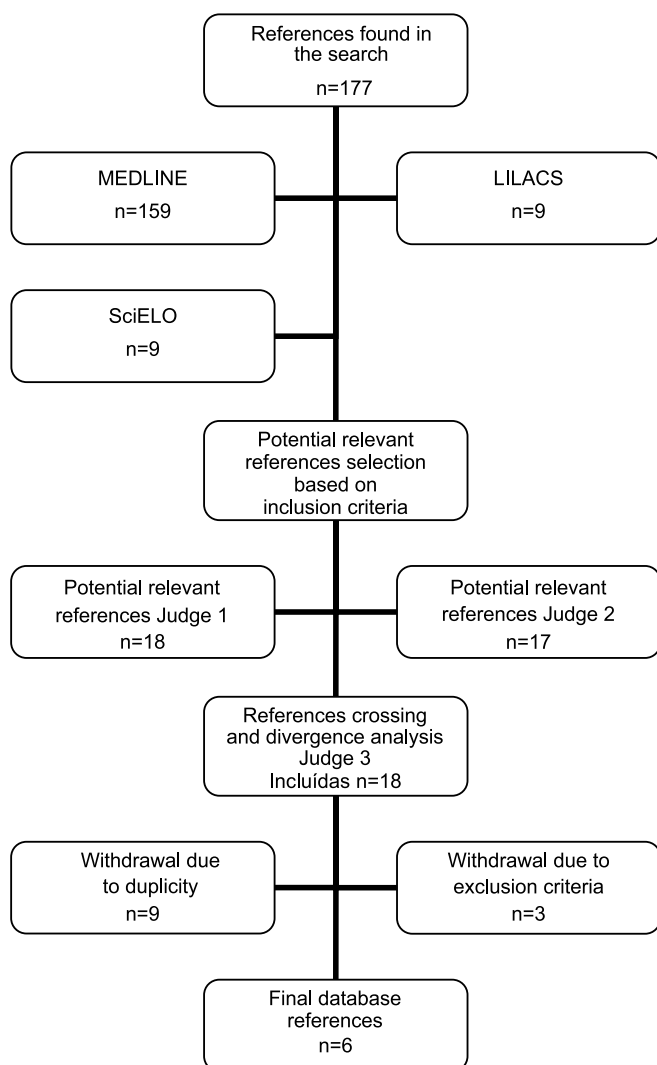 References found in
the search
n=177
MEDLINE
n=159
LILACS
n=9
SciELO
n=9
Potential relevant
references selection
based on
inclusion criteria
Potential relevant
references Judge 1
n=18
Potential relevant
references Judge 2
n=17
References crossing
and divergence analysis
Judge 3
Incluídas n=18
Withdrawal due
to duplicity
n=9
Withdrawal due to
exclusion criteria
n=3
Final database
references
n=6